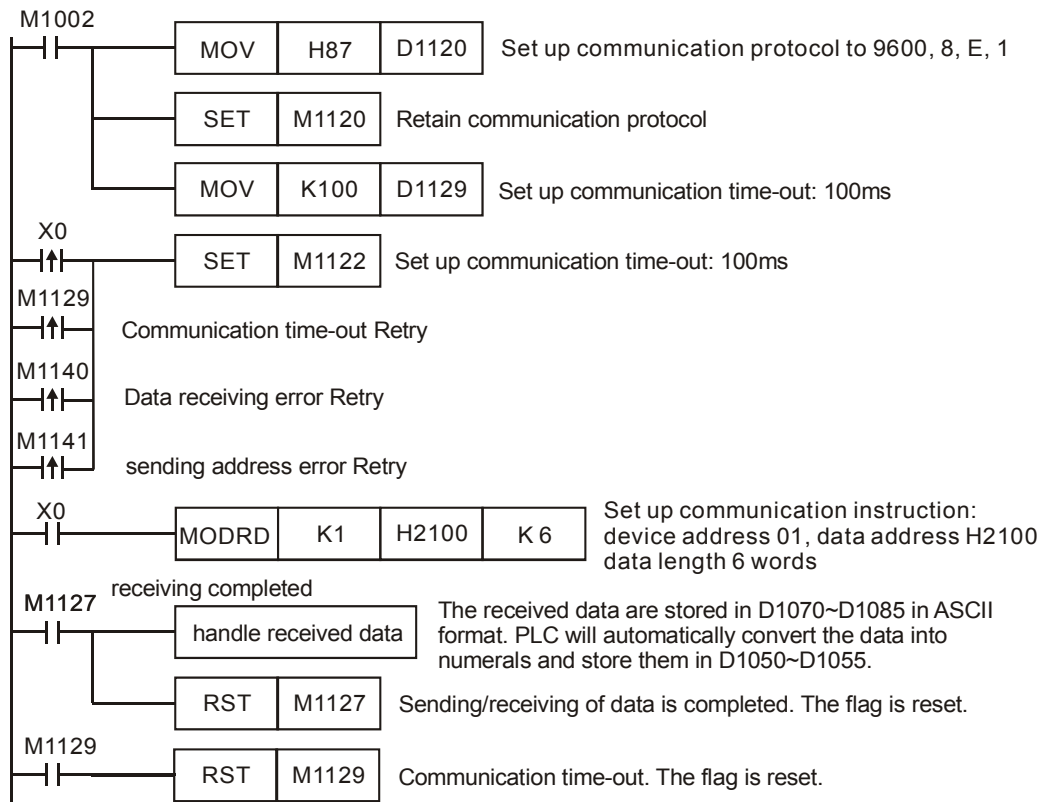 M1002
MOV H87 D1120 Set up communication protocol to 9600, 8, E, 1
SET M1120 Retain communication protocol
MOV K100 D1129 Set up communication time-out: 100ms
X0
SET M1122 Set up communication time-out: 100ms
M1129
Communication time-out Retry
M1140
Data receiving error Retry
M1141
sending address error Retry
X0
MODRD K1 H2100 K 6
Set up communication instruction:
device address 01, data address H2100
data length 6 words
receiving completed
M1127
handle received data
The received data are stored in D1070~D1085 in ASCII
format. PLC will automatically convert the data into
numerals and store them in D1050~D1055.
RST M1127 Sending/receiving of data is completed. The flag is reset.
M1129
RST M1129 Communication time-out. The flag is reset.